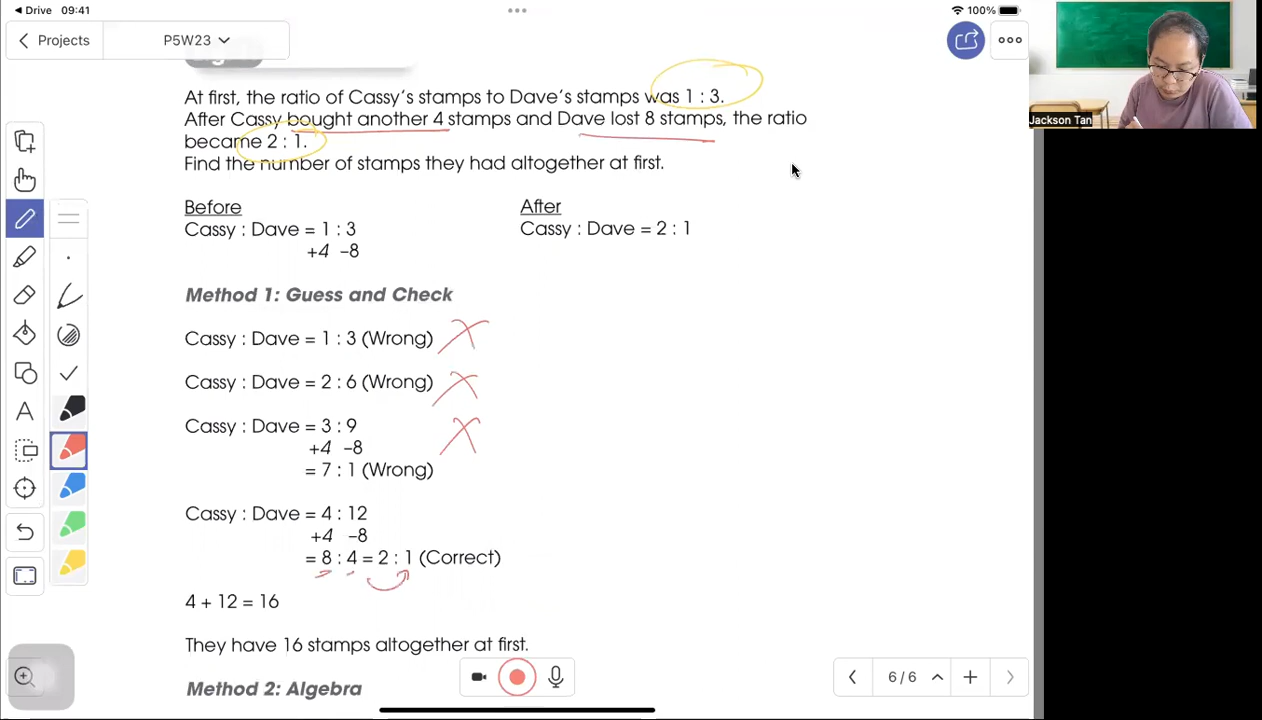 Drive 09:41
100%
Projects
P5W23
At first, the ratio of Cassy's stamps to Dave's stamps was 1 : 3.
After Cassy bought another 4 stamps and Dave lost 8 stamps, the ratio
became 2 : 1.
Find the number of stamps they had altogether at first.
Jackson Tan
Before
Cassy : Dave = 1 : 3
+4 –8
After
Cassy : Dave = 2 : 1
Method 1: Guess and Check
Cassy : Dave = 1 : 3 (Wrong)
Cassy : Dave = 2 : 6 (Wrong)
Cassy : Dave = 3 : 9
+4 –8
= 7 : 1 (Wrong)
Cassy : Dave = 4 : 12
+4 –8
= 8 : 4 = 2 : 1 (Correct)
4 + 12 = 16
They have 16 stamps altogether at first.
Method 2: Algebra
6 / 6